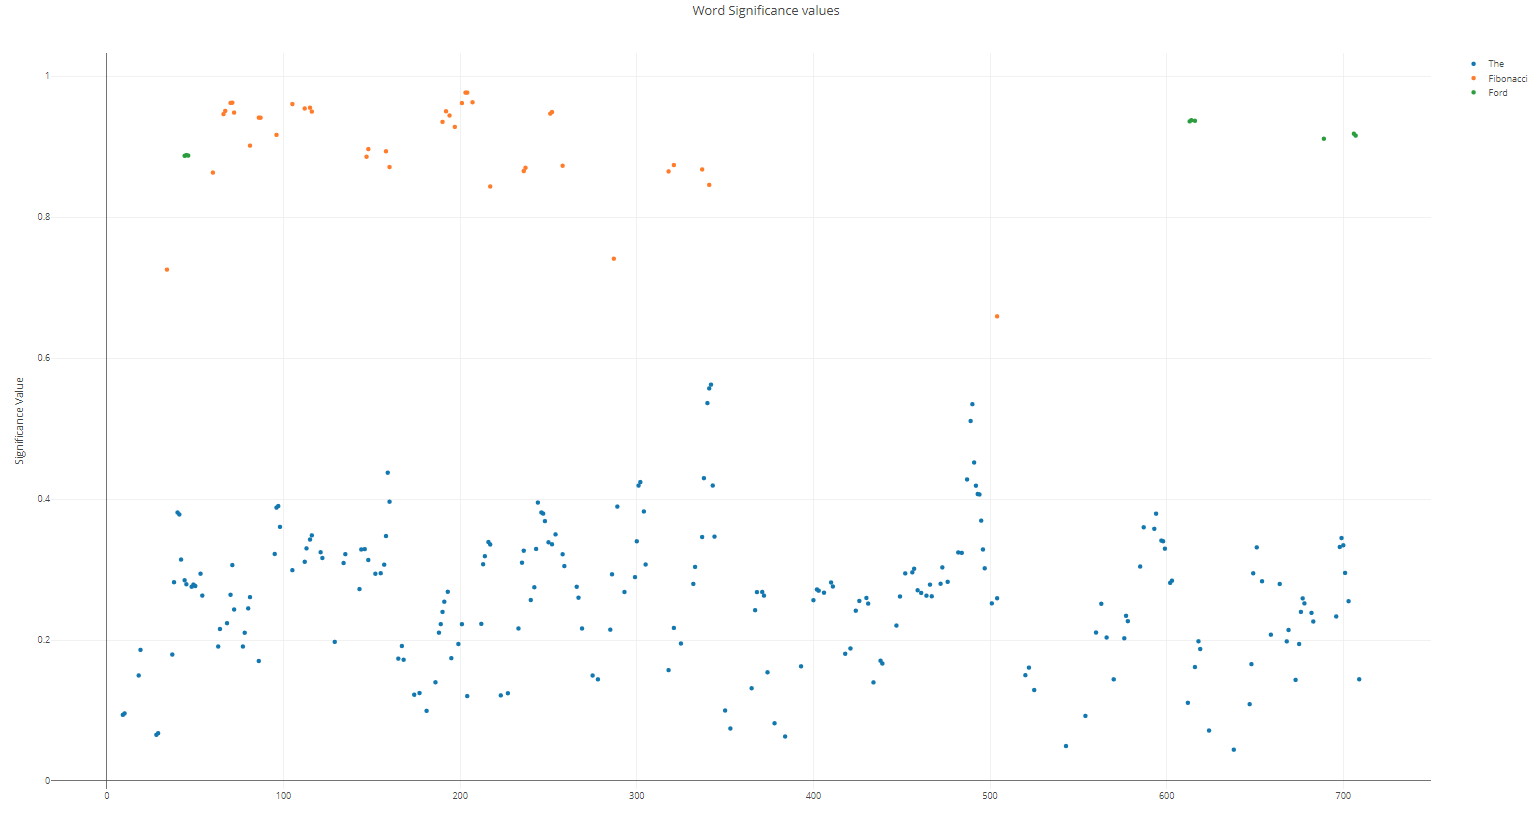 Word Significance values
The
Fibonacci
Ford
Significance Value
1
0.8
0.6
0.4
0.2
0
0 100 200 300 400 500 600 700